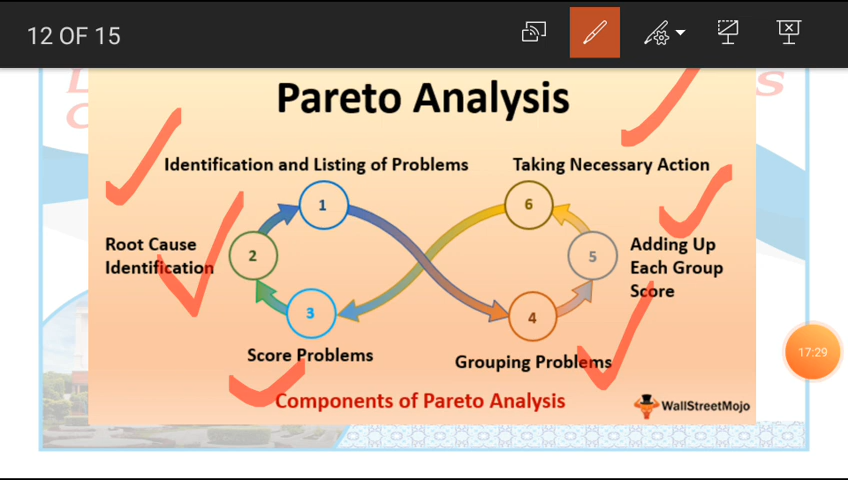 12 OF 15
Pareto Analysis
Identification and Listing of Problems
Taking Necessary Action
1
6
Root Cause
Identification
2
5
Adding Up
Each Group
Score
3
4
Score Problems
Grouping Problems
Components of Pareto Analysis
WallStreetMojo
17:29